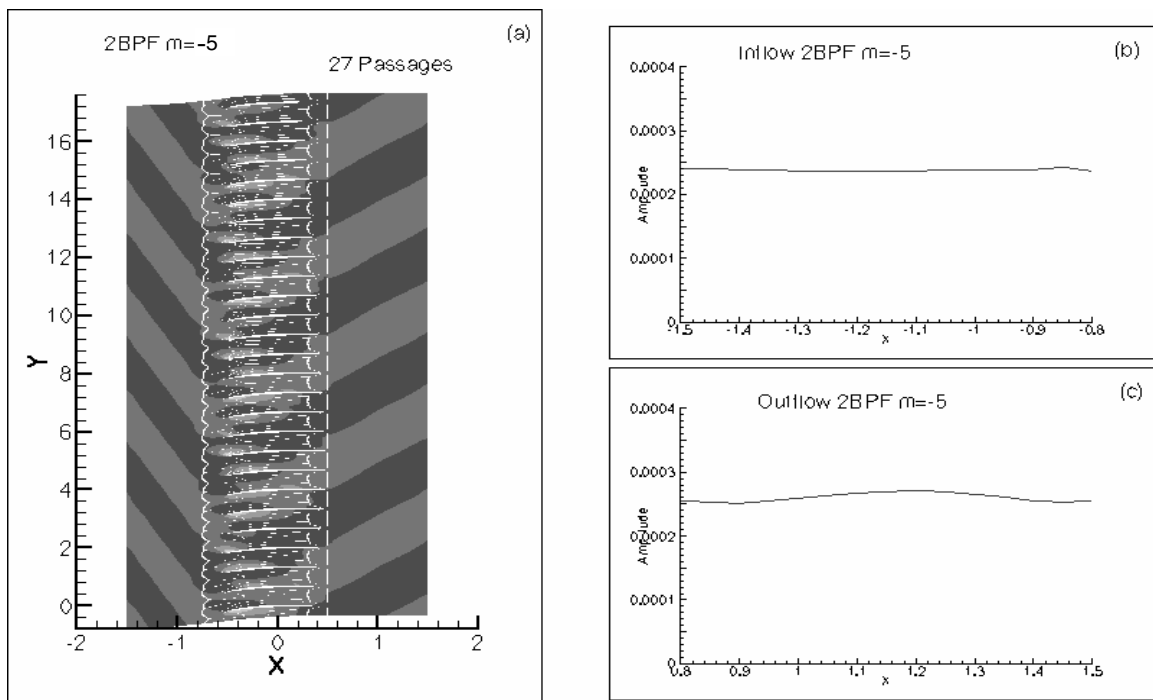 (a)
2BPF m=-5
27 Passages
16
14
12
10
8
6
4
2
0
Y
-2 -1 0 1 2
X
(b)
Inflow 2BPF m=-5
0.0004
0.0003
0.0002
0.0001
0
Amplitude
-1.5 -1.4 -1.3 -1.2 -1.1 -1 -0.9 -0.8
x
(c)
Outflow 2BPF m=-5
0.0004
0.0003
0.0002
0.0001
0
Amplitude
0.8 0.9 1 1.1 1.2 1.3 1.4 1.5
x